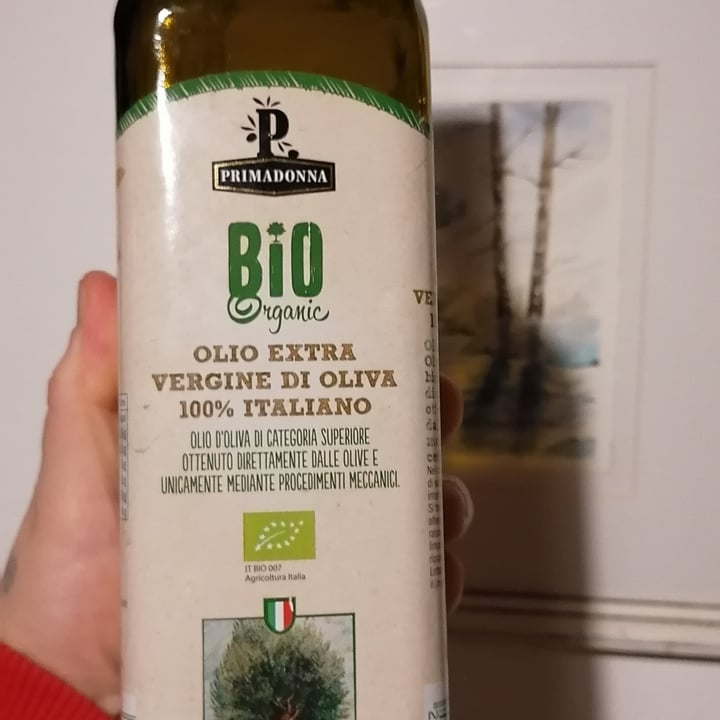 P
PRIMADONNA
BIO
Organic
OLIO EXTRA
VERGINE DI OLIVA
100% ITALIANO
OLIO D'OLIVA DI CATEGORIA SUPERIORE
OTTENUTO DIRETTAMENTE DALLE OLIVE E
UNICAMENTE MEDIANTE PROCEDIMENTI MECCANICI.
IT BIO 007
Agricoltura Italia